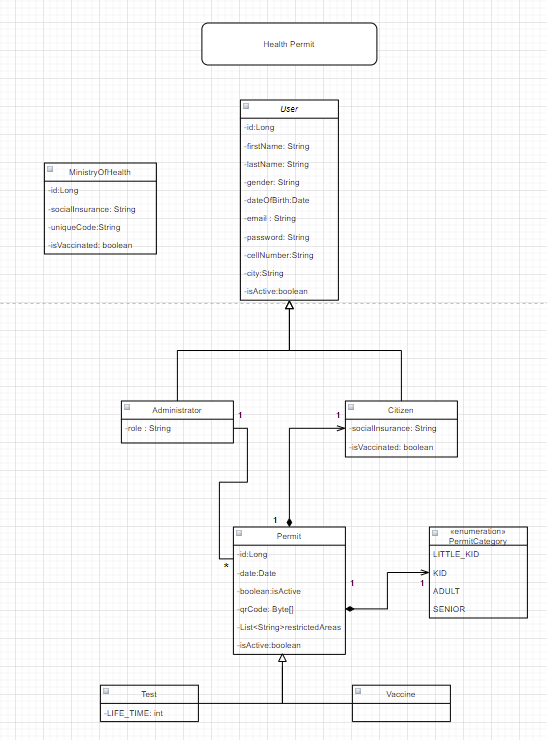 Health Permit
User
-id:Long
-firstName: String
-lastName: String
-gender: String
-dateOfBirth:Date
-email : String
-password: String
-cellNumber:String
-city:String
-isActive:boolean
MinistryOfHealth
-id:Long
-socialInsurance: String
-uniqueCode:String
-isVaccinated: boolean
Administrator
-role : String
1
1
Citizen
-socialInsurance: String
-isVaccinated: boolean
1
*
Permit
-id:Long
-date:Date
-boolean:isActive
-qrCode: Byte[]
-List<String>restrictedAreas
-isActive:boolean
1
1
«enumeration»
PermitCategory
LITTLE_KID
KID
ADULT
SENIOR
Test
-LIFE_TIME: int
Vaccine